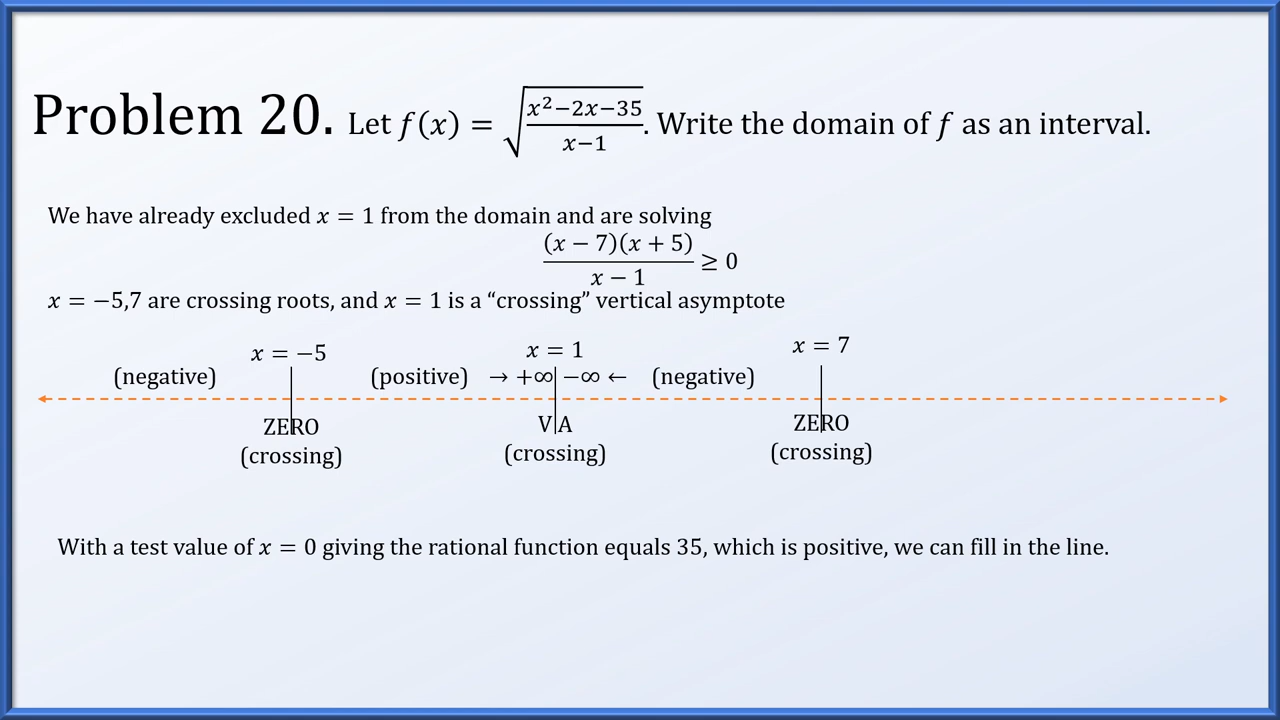 Problem 20. Let f(x) = √((x²−2x−35)/(x−1)). Write the domain of f as an interval.
We have already excluded x = 1 from the domain and are solving
((x − 7)(x + 5))/(x − 1) ≥ 0
x = −5,7 are crossing roots, and x = 1 is a “crossing” vertical asymptote
x = −5 x = 1 x = 7
(negative) (positive) → +∞ −∞ ← (negative)
ZERO VA ZERO
(crossing) (crossing) (crossing)
With a test value of x = 0 giving the rational function equals 35, which is positive, we can fill in the line.